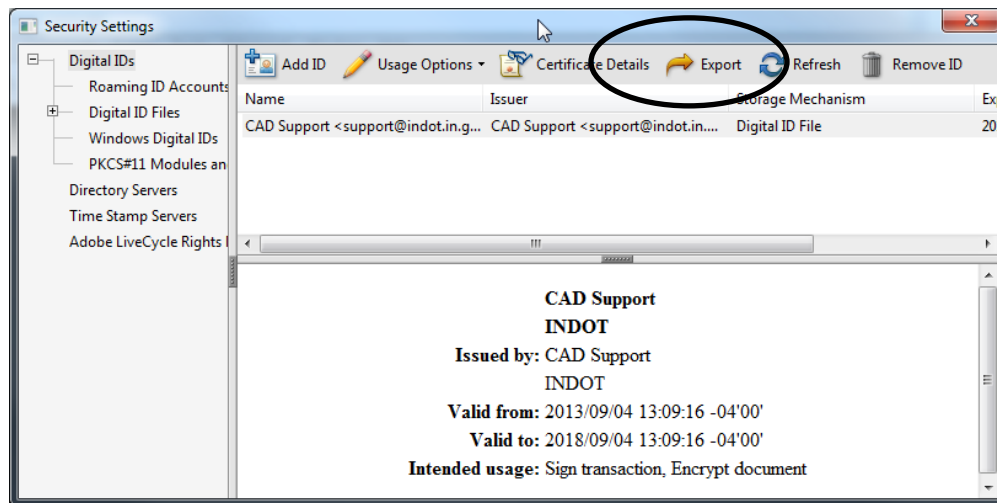 Security Settings
Digital IDs
Roaming ID Accounts
Digital ID Files
Windows Digital IDs
PKCS#11 Modules an
Directory Servers
Time Stamp Servers
Adobe LiveCycle Rights
Add ID Usage Options Certificate Details Export Refresh Remove ID
Name Issuer Storage Mechanism Ex
CAD Support <support@indot.in.g... CAD Support <support@indot.in.... Digital ID File 20
CAD Support
INDOT
Issued by: CAD Support
INDOT
Valid from: 2013/09/04 13:09:16 -04'00'
Valid to: 2018/09/04 13:09:16 -04'00'
Intended usage: Sign transaction, Encrypt document